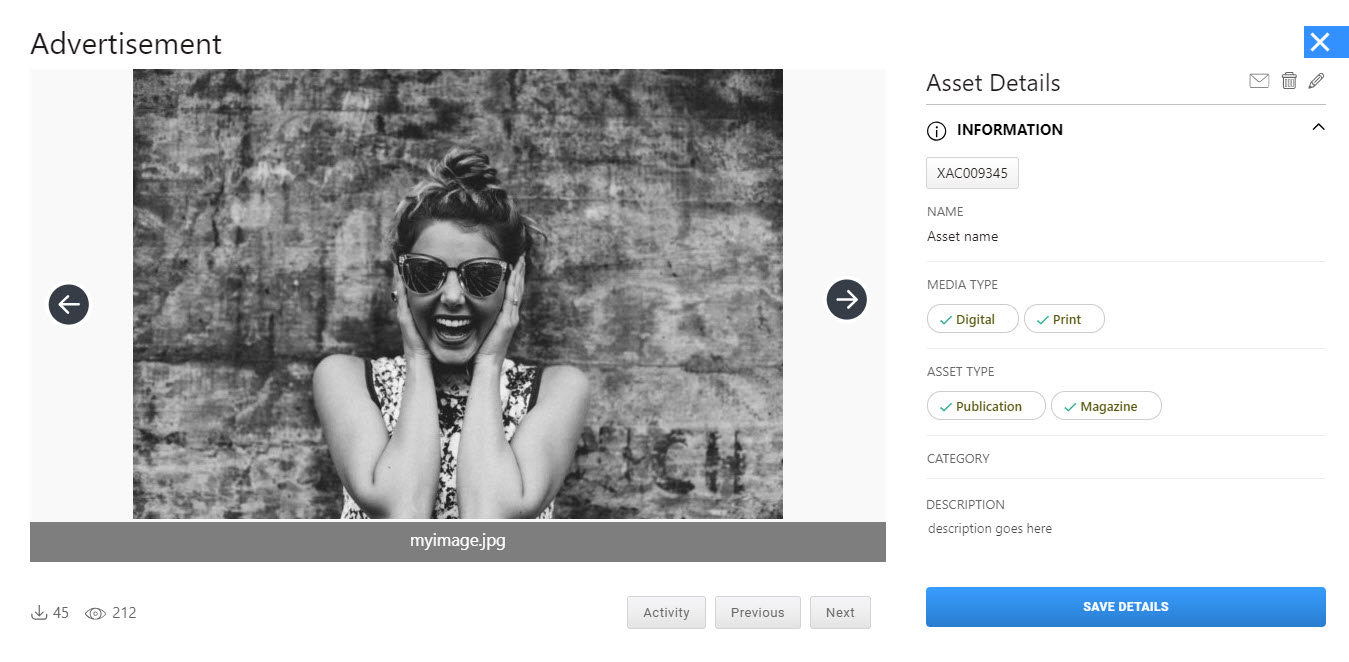 Advertisement
myimage.jpg
45 212
Activity Previous Next
Asset Details
INFORMATION
XAC009345
NAME
Asset name
MEDIA TYPE
Digital Print
ASSET TYPE
Publication Magazine
CATEGORY
DESCRIPTION
description goes here
SAVE DETAILS